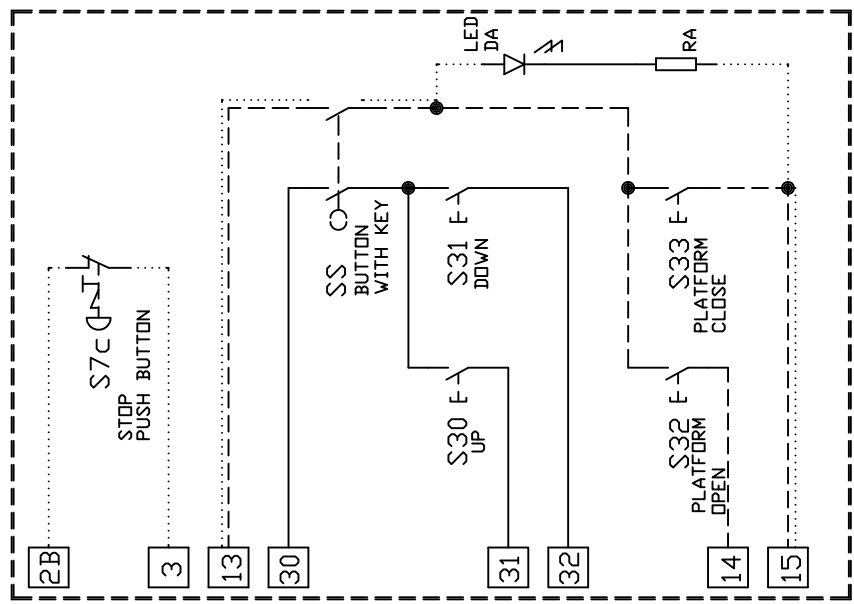 LED
DA
RA
SS
BUTTON
WITH KEY
S31
DOWN
S33
PLATFORM
CLOSE
S7c
STOP
PUSH BUTTON
S30
UP
S32
PLATFORM
OPEN
2B
3
13
30
31
32
14
15